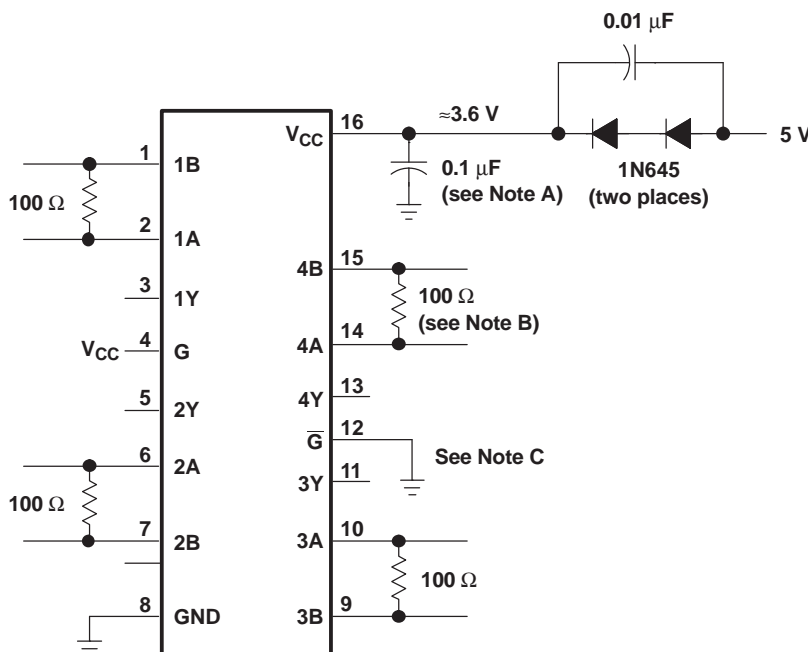 0.01 μF
16
≈3.6 V
5 V
VCC
1
1B
1N645
(two places)
0.1 μF
(see Note A)
100 Ω
2
1A
15
4B
3
1Y
100 Ω
(see Note B)
VCC
4
G
14
4A
5
2Y
13
4Y
12
G̅
See Note C
6
2A
11
3Y
100 Ω
7
2B
10
3A
100 Ω
8
GND
9
3B